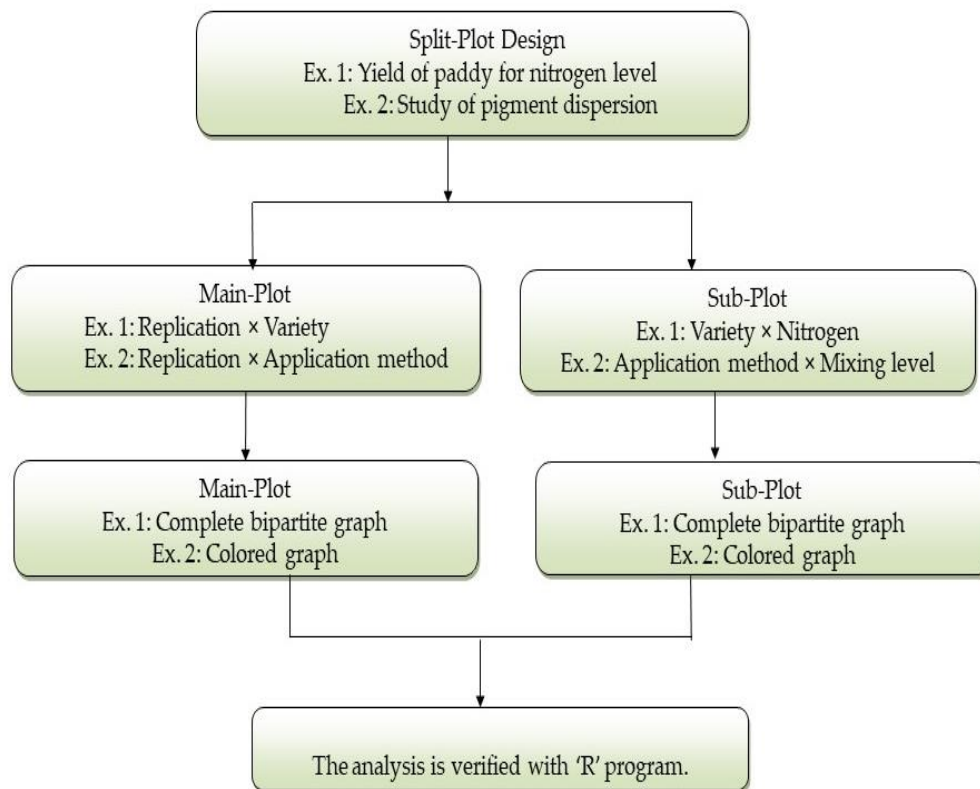 Split-Plot Design
Ex. 1: Yield of paddy for nitrogen level
Ex. 2: Study of pigment dispersion
Main-Plot
Ex. 1: Replication × Variety
Ex. 2: Replication × Application method
Sub-Plot
Ex. 1: Variety × Nitrogen
Ex. 2: Application method × Mixing level
Main-Plot
Ex. 1: Complete bipartite graph
Ex. 2: Colored graph
Sub-Plot
Ex. 1: Complete bipartite graph
Ex. 2: Colored graph
The analysis is verified with ‘R’ program.